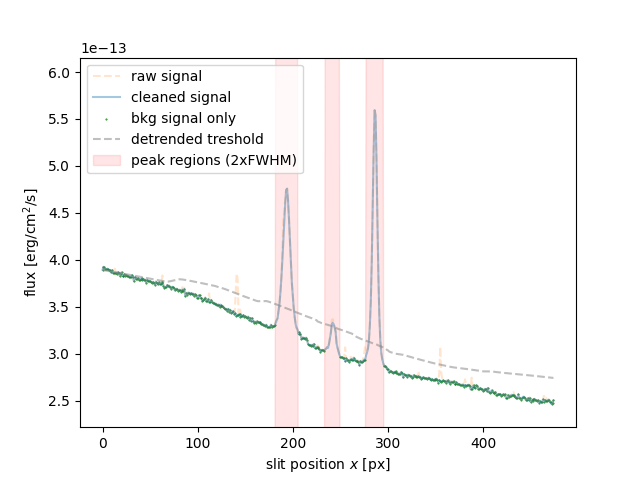 1e−13
6.0
5.5
5.0
4.5
4.0
3.5
3.0
2.5
flux [erg/cm²/s]
raw signal
cleaned signal
bkg signal only
detrended treshold
peak regions (2xFWHM)
0
100
200
300
400
slit position x [px]